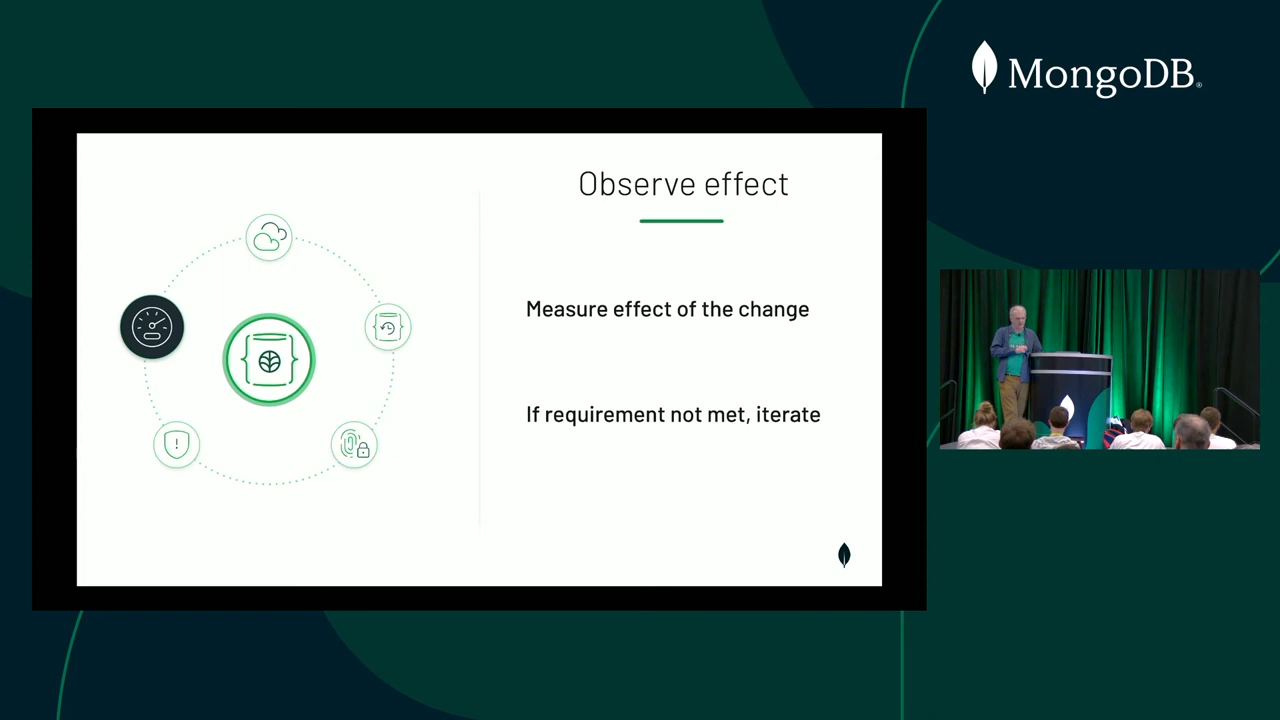 MongoDB®
Observe effect
Measure effect of the change
If requirement not met, iterate